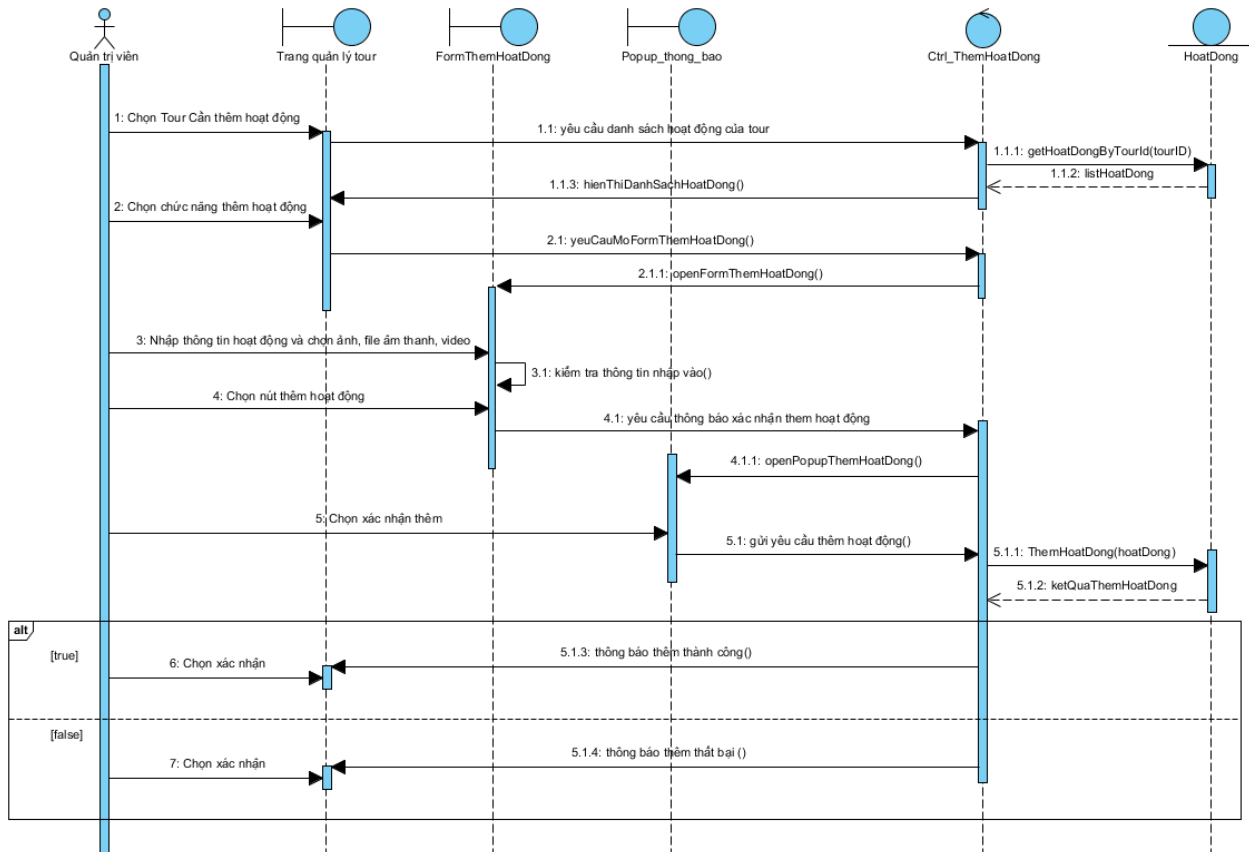 Quản trị viên
Trang quản lý tour
FormThemHoatDong
Popup_thong_bao
Ctrl_ThemHoatDong
HoatDong
1: Chọn Tour Cần thêm hoạt động
1.1: yêu cầu danh sách hoạt động của tour
1.1.1: getHoatDongByTourId(tourID)
1.1.2: listHoatDong
1.1.3: hienThiDanhSachHoatDong()
2: Chọn chức năng thêm hoạt động
2.1: yeuCauMoFormThemHoatDong()
2.1.1: openFormThemHoatDong()
3: Nhập thông tin hoạt động và chọn ảnh, file âm thanh, video
3.1: kiểm tra thông tin nhập vào()
4: Chọn nút thêm hoạt động
4.1: yêu cầu thông báo xác nhận them hoạt động
4.1.1: openPopupThemHoatDong()
5: Chọn xác nhận thêm
5.1: gửi yêu cầu thêm hoạt động()
5.1.1: ThemHoatDong(hoatDong)
5.1.2: ketQuaThemHoatDong
alt
[true]
5.1.3: thông báo thêm thành công()
6: Chọn xác nhận
[false]
5.1.4: thông báo thêm thất bại ()
7: Chọn xác nhận